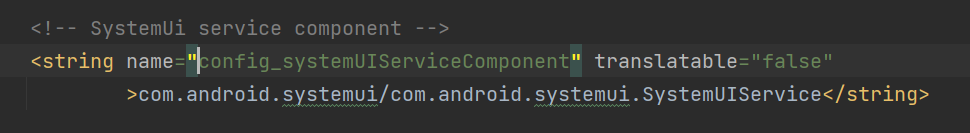 <!-- SystemUi service component -->
<string name="config_systemUIServiceComponent" translatable="false"
>com.android.systemui/com.android.systemui.SystemUIService</string>